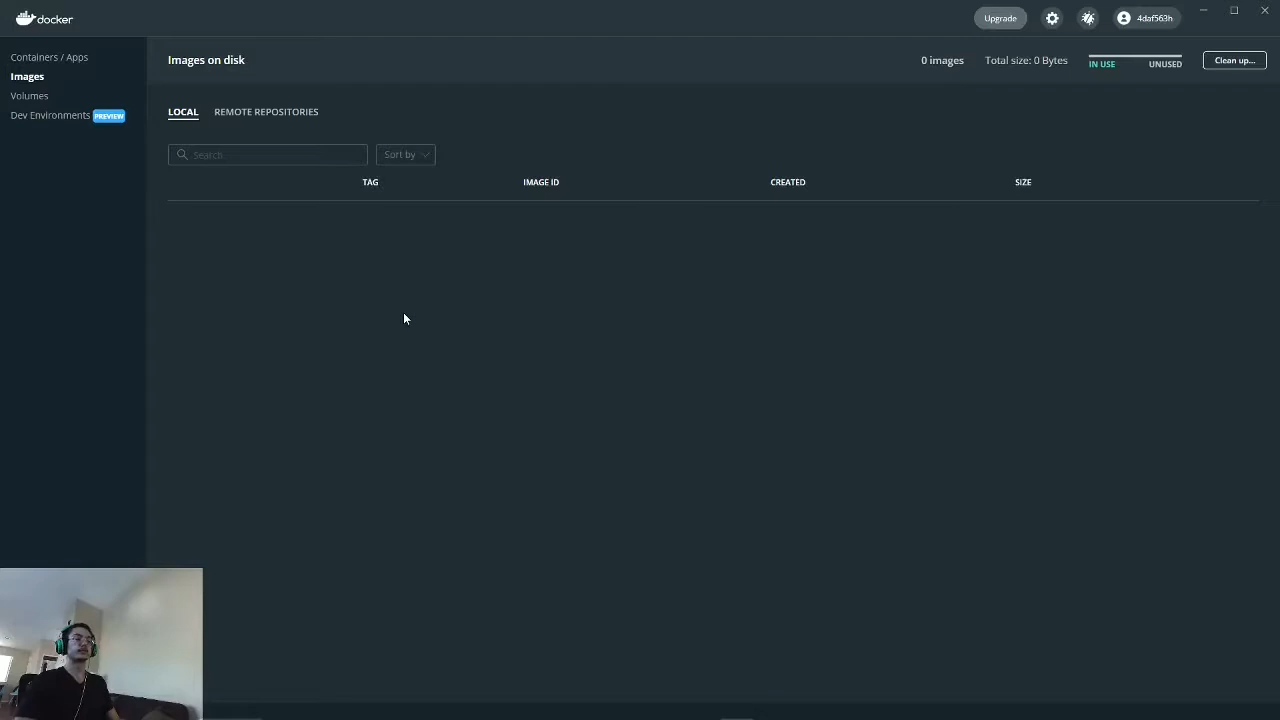 docker
Upgrade
4daf563h
Containers / Apps
Images
Volumes
Dev Environments PREVIEW
Images on disk
0 images
Total size: 0 Bytes
IN USE
UNUSED
Clean up...
LOCAL
REMOTE REPOSITORIES
Search...
Sort by
TAG
IMAGE ID
CREATED
SIZE